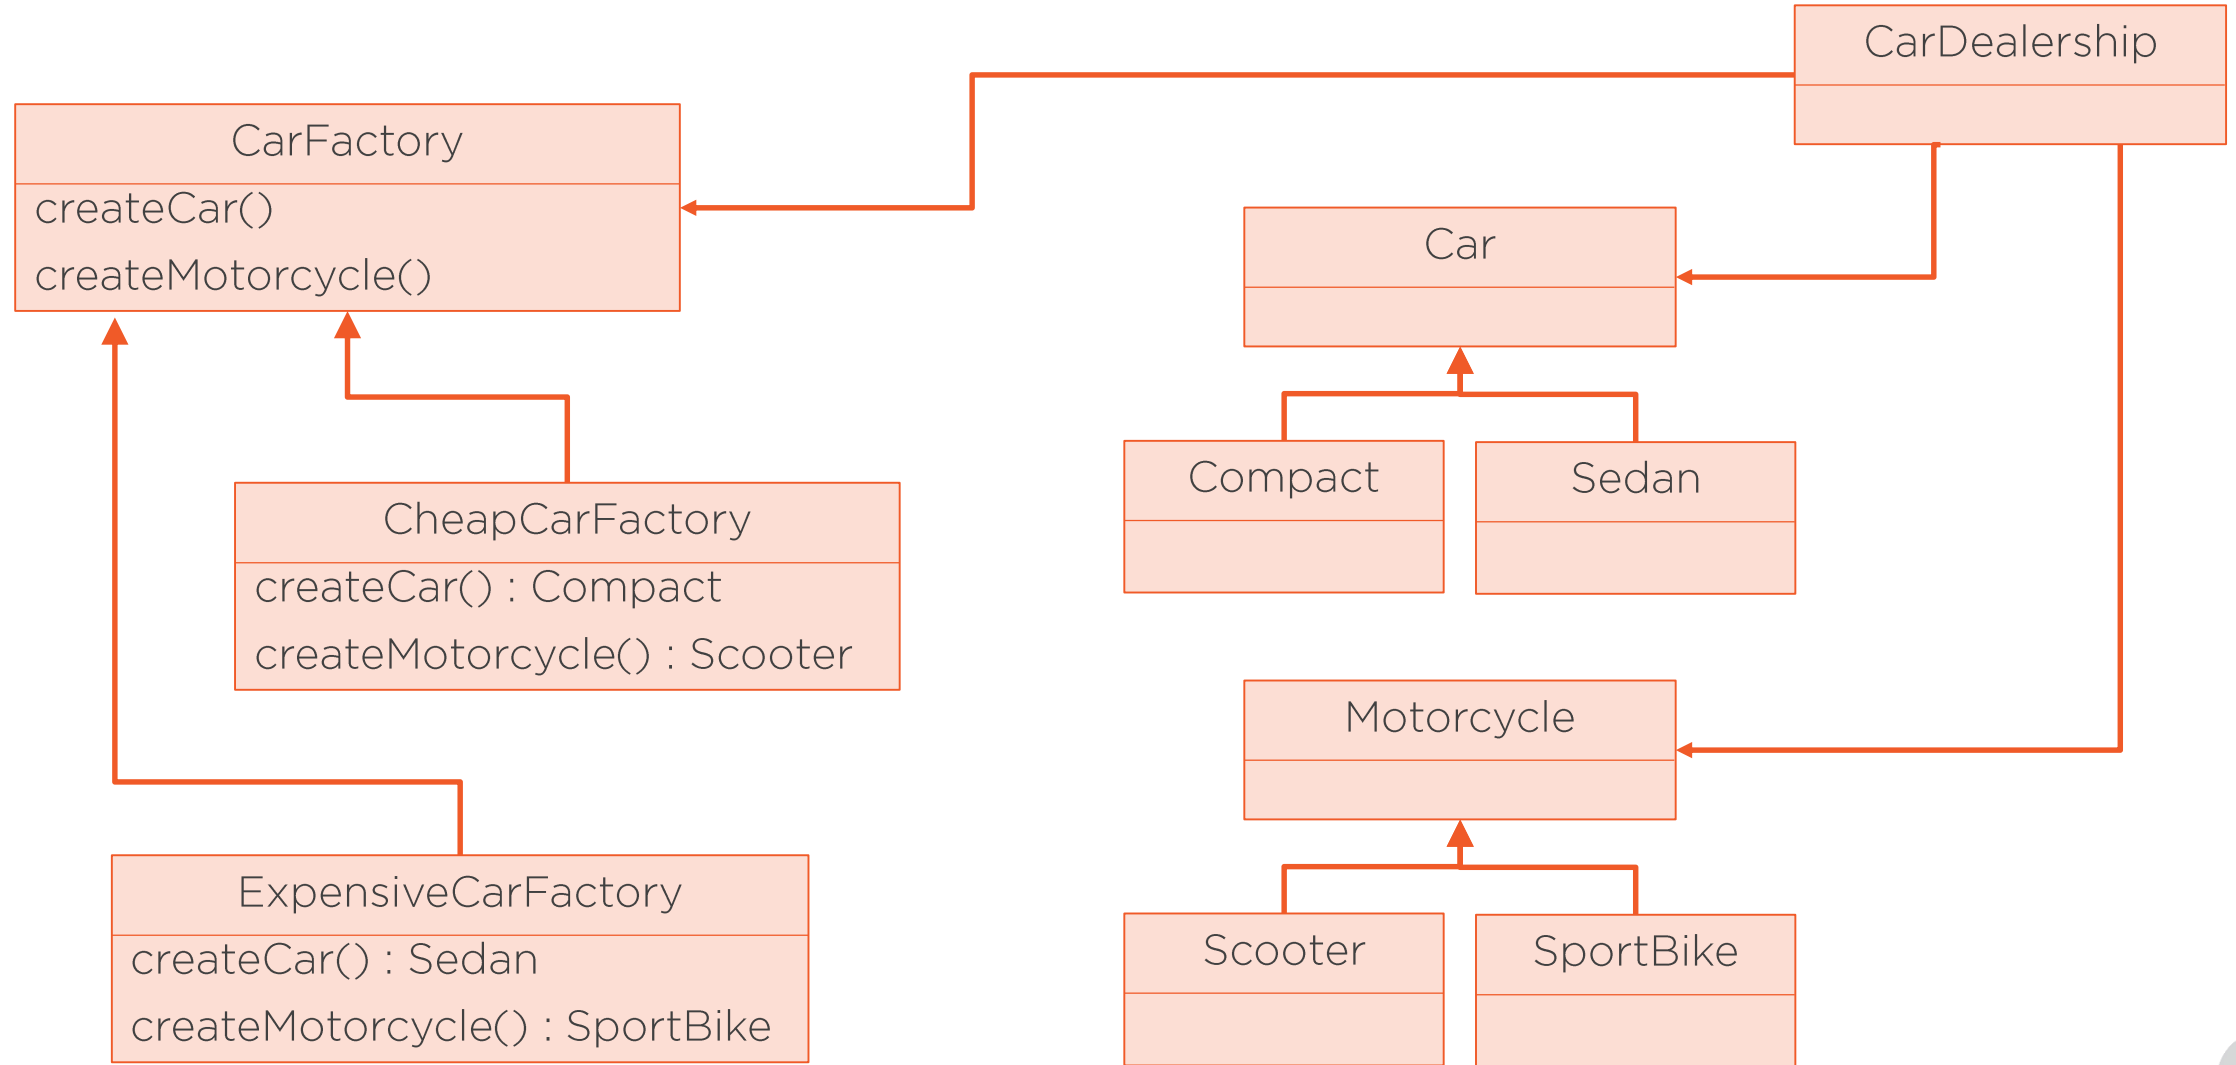 CarDealership
CarFactory
createCar()
createMotorcycle()
Car
Compact
Sedan
CheapCarFactory
createCar() : Compact
createMotorcycle() : Scooter
Motorcycle
ExpensiveCarFactory
createCar() : Sedan
createMotorcycle() : SportBike
Scooter
SportBike